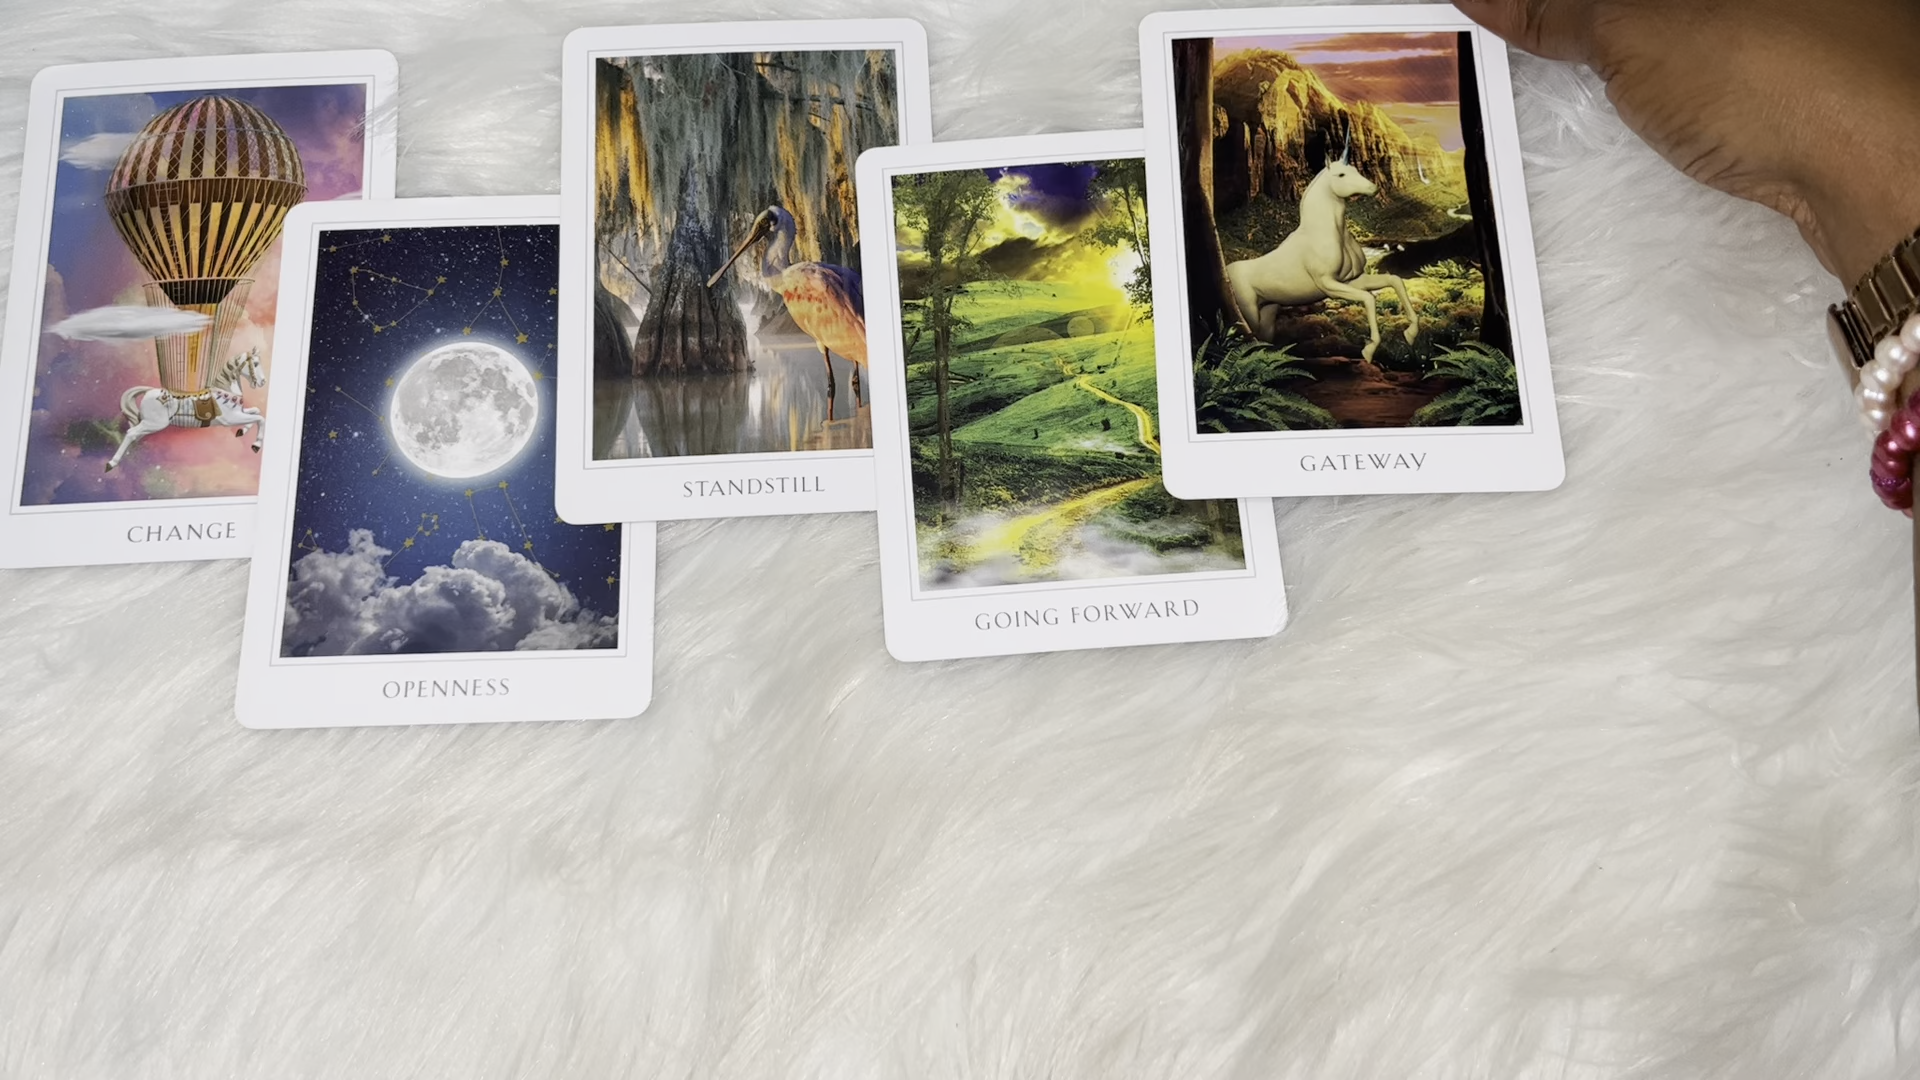 CHANGE
OPENNESS
STANDSTILL
GOING FORWARD
GATEWAY